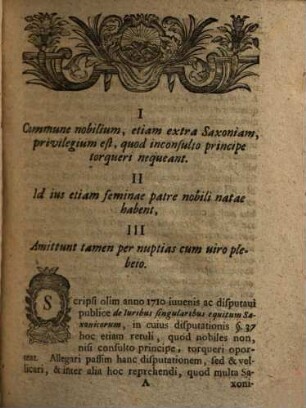 I
Commune nobilium, etiam extra Saxoniam,
privilegium est, quod inconsulto principe
torqueri nequeant.
II
Id ius etiam feminae patre nobili natae
habent,
III
Amittunt tamen per nuptias cum uiro ple-
beio.
Scripsi olim anno 1710 iuuenis ac disputaui
publice de Iuribus singularibus equitum Sa-
xonicorum, in cuius disputationis §. 37
hoc etiam retuli, quod nobiles non,
nisi consulto principe, torqueri opor-
teat. Allegari passim hanc disputationem, sed & vel-
licari, & inter alia hoc reprehendi, quod multa Sa-
A
xoni-